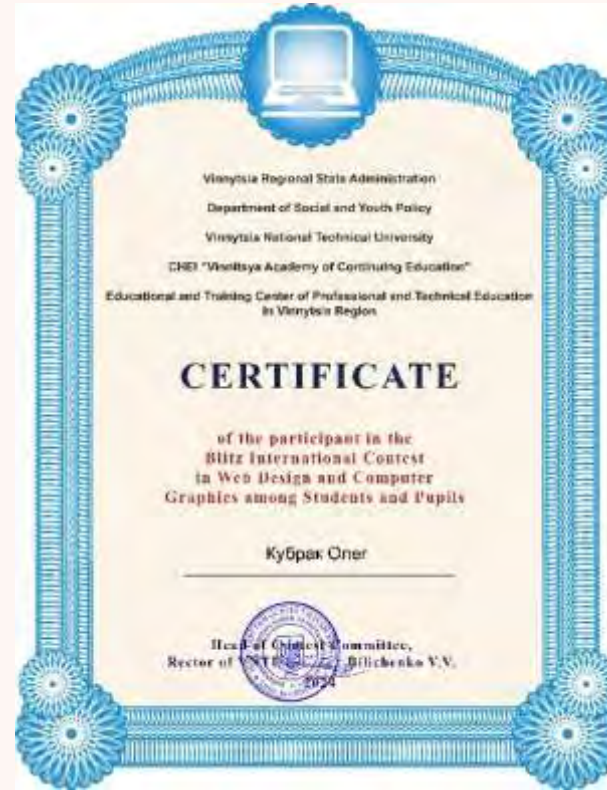 Vinnytsia Regional State Administration
Department of Social and Youth Policy
Vinnytsia National Technical University
CHEI "Vinnitsya Academy of Continuing Education"
Educational and Training Center of Professional and Technical Education
in Vinnytsia Region
CERTIFICATE
of the participant in the
Blitz International Contest
in Web Design and Computer
Graphics among Students and Pupils
Кубрак Олег
Head of Contest Committee,
Rector of VNTU Bilichenko V.V.
2024